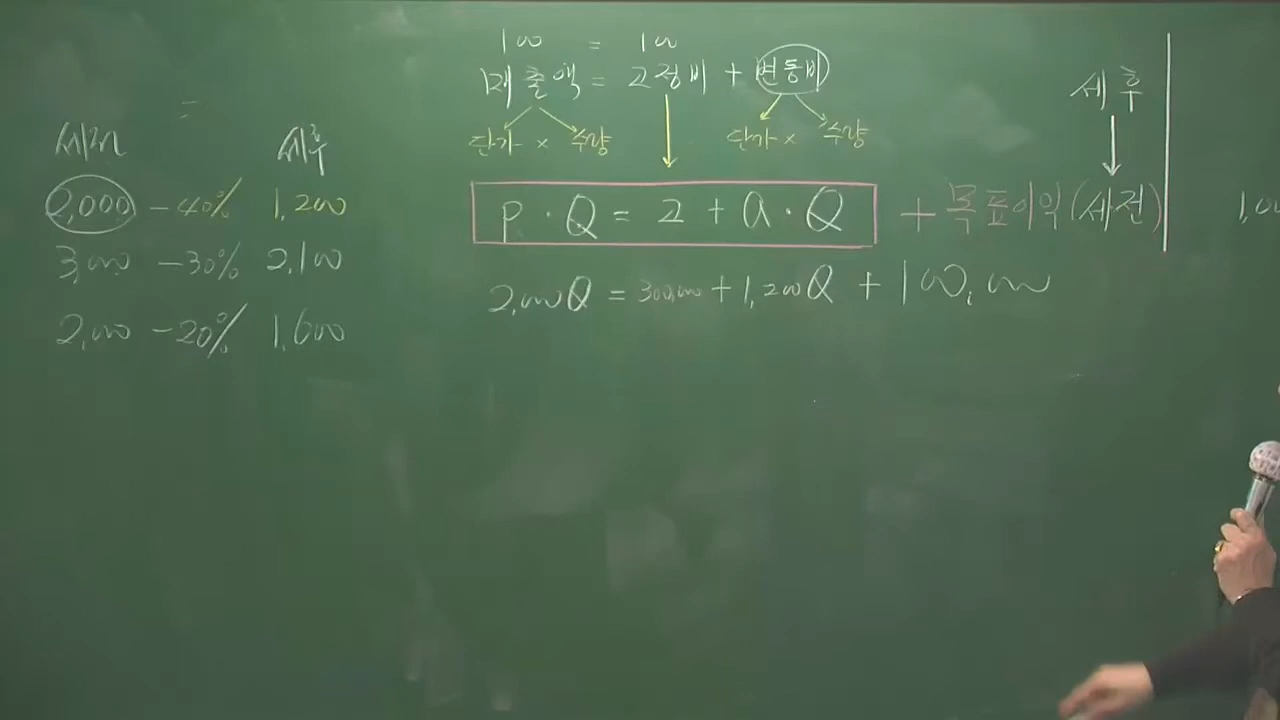 100 = 100
매출액 = 고정비 + 변동비
단가 × 수량 단가 × 수량
세후
세전 세후
2,000 - 40% 1,200
3,000 - 30% 2,100
2,000 - 20% 1,600
P · Q = 고 + a · Q + 목표이익 (세전)
2,000Q = 300,000 + 1,200Q + 100,000